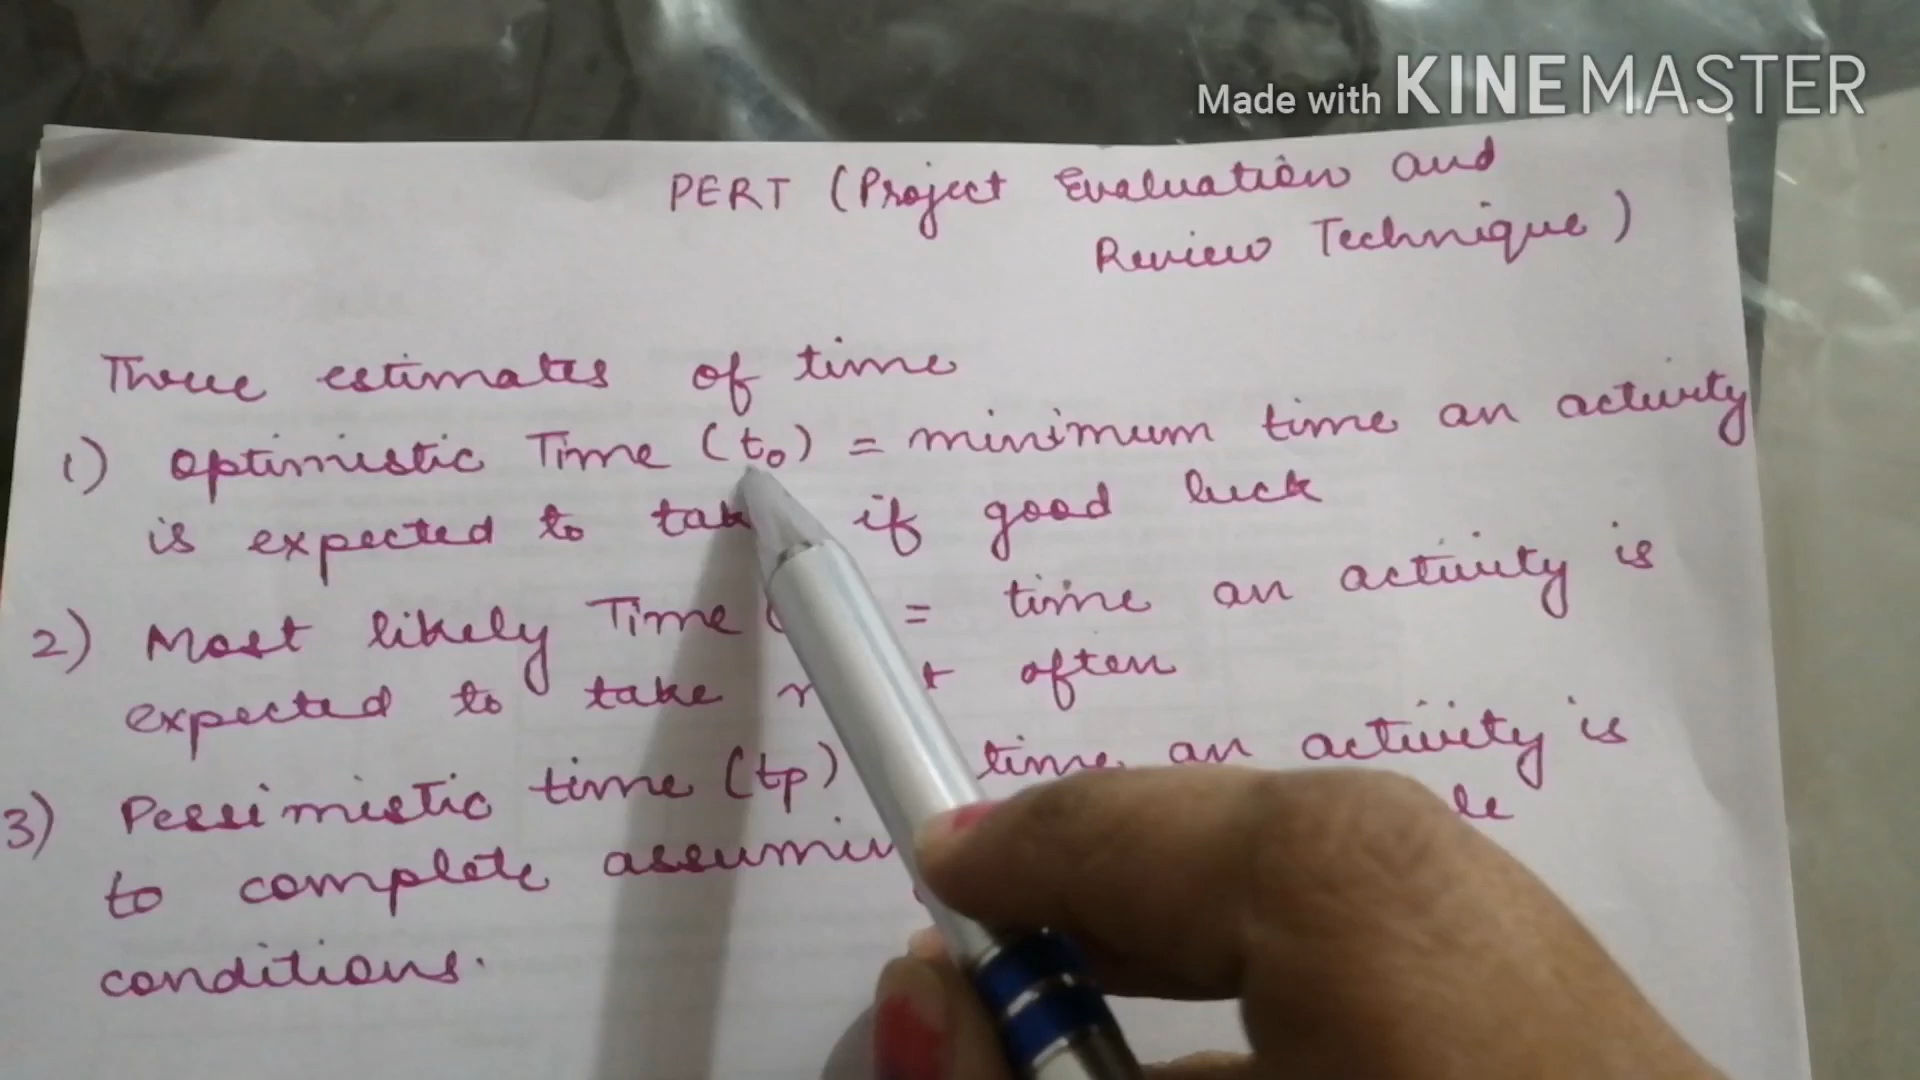 Made with KINEMASTER
PERT (Project Evaluation and
Review Technique)
Three estimates of time
1) Optimistic Time (to) = minimum time an activity
is expected to if good luck
2) Most likely Time = time an activity is
expected to take often
3) Pessimistic time (tp) time an activity is
to complete
conditions.